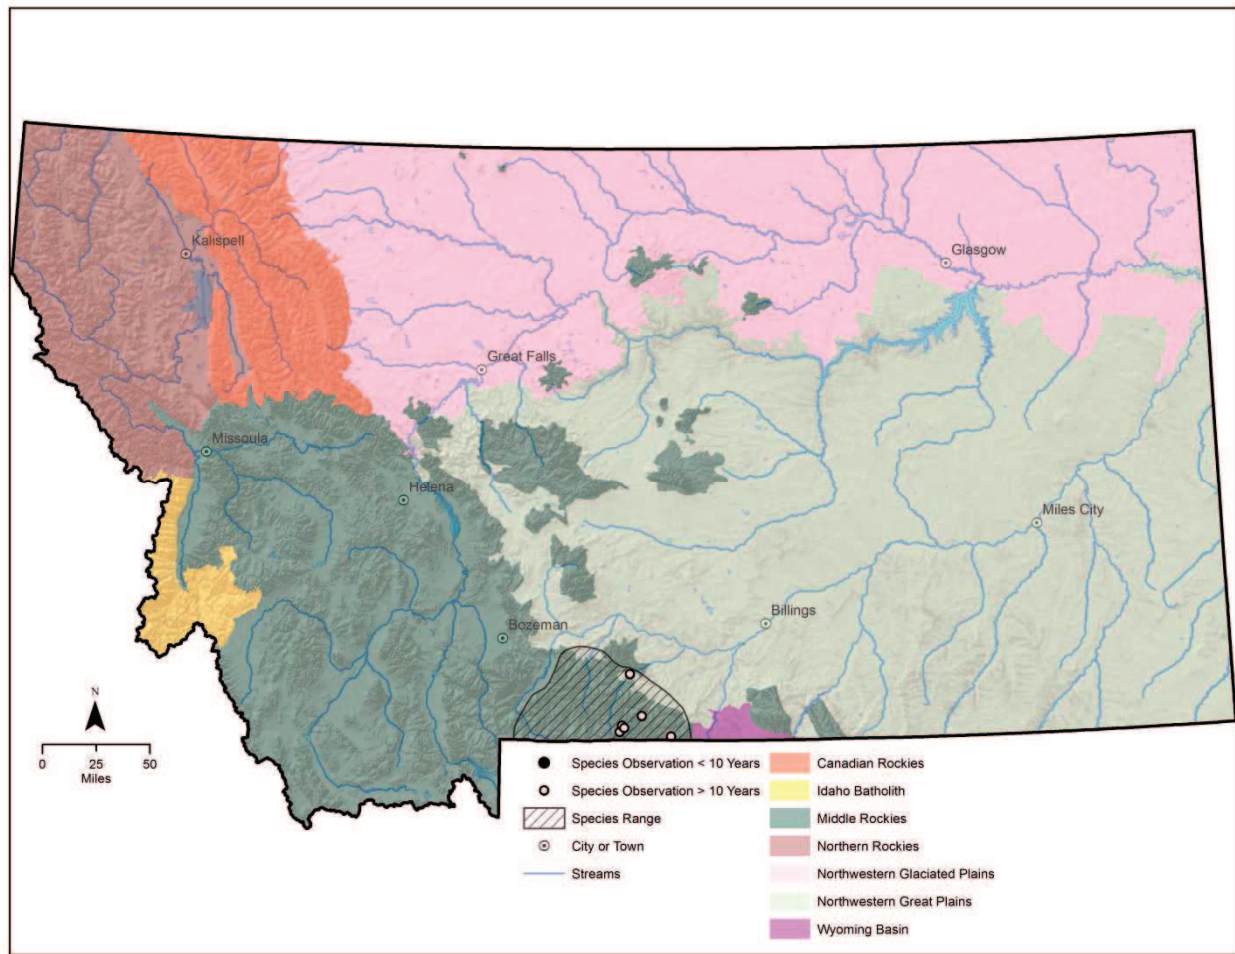 Kalispell
Glasgow
Great Falls
Missoula
Helena
Miles City
Billings
Bozeman
N
0 25 50
Miles
Species Observation < 10 Years
Species Observation > 10 Years
Species Range
City or Town
Streams
Canadian Rockies
Idaho Batholith
Middle Rockies
Northern Rockies
Northwestern Glaciated Plains
Northwestern Great Plains
Wyoming Basin